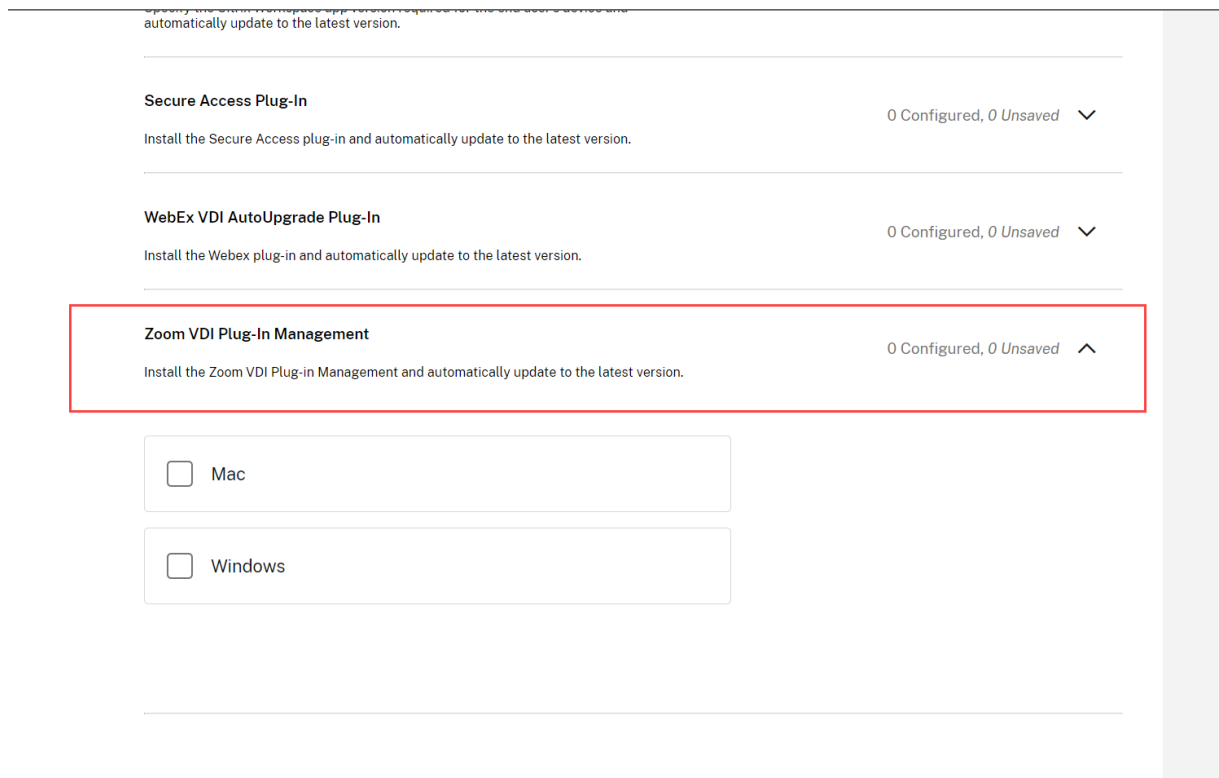 automatically update to the latest version.
Secure Access Plug-In
0 Configured, 0 Unsaved
Install the Secure Access plug-in and automatically update to the latest version.
WebEx VDI AutoUpgrade Plug-In
0 Configured, 0 Unsaved
Install the Webex plug-in and automatically update to the latest version.
Zoom VDI Plug-In Management
0 Configured, 0 Unsaved
Install the Zoom VDI Plug-in Management and automatically update to the latest version.
Mac
Windows